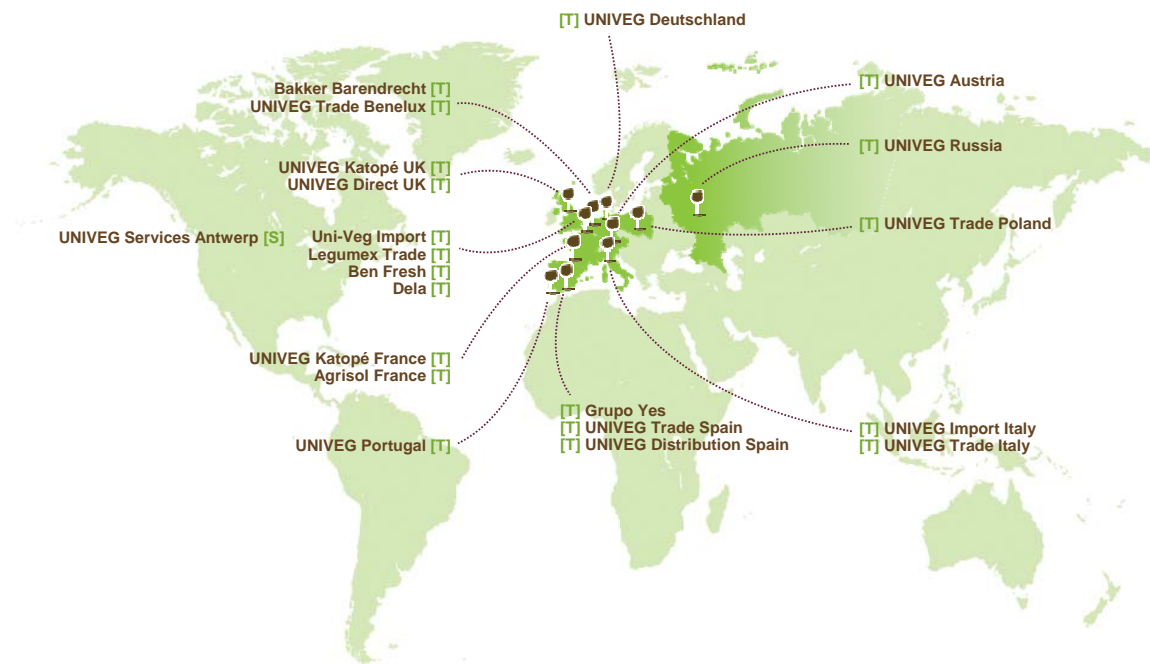 [T] UNIVEG Deutschland
Bakker Barendrecht [T]
UNIVEG Trade Benelux [T]
[T] UNIVEG Austria
[T] UNIVEG Russia
UNIVEG Katopé UK [T]
UNIVEG Direct UK [T]
[T] UNIVEG Trade Poland
UNIVEG Services Antwerp [S]
Uni-Veg Import [T]
Legumex Trade [T]
Ben Fresh [T]
Dela [T]
UNIVEG Katopé France [T]
Agrisol France [T]
UNIVEG Portugal [T]
[T] Grupo Yes
[T] UNIVEG Trade Spain
[T] UNIVEG Distribution Spain
[T] UNIVEG Import Italy
[T] UNIVEG Trade Italy